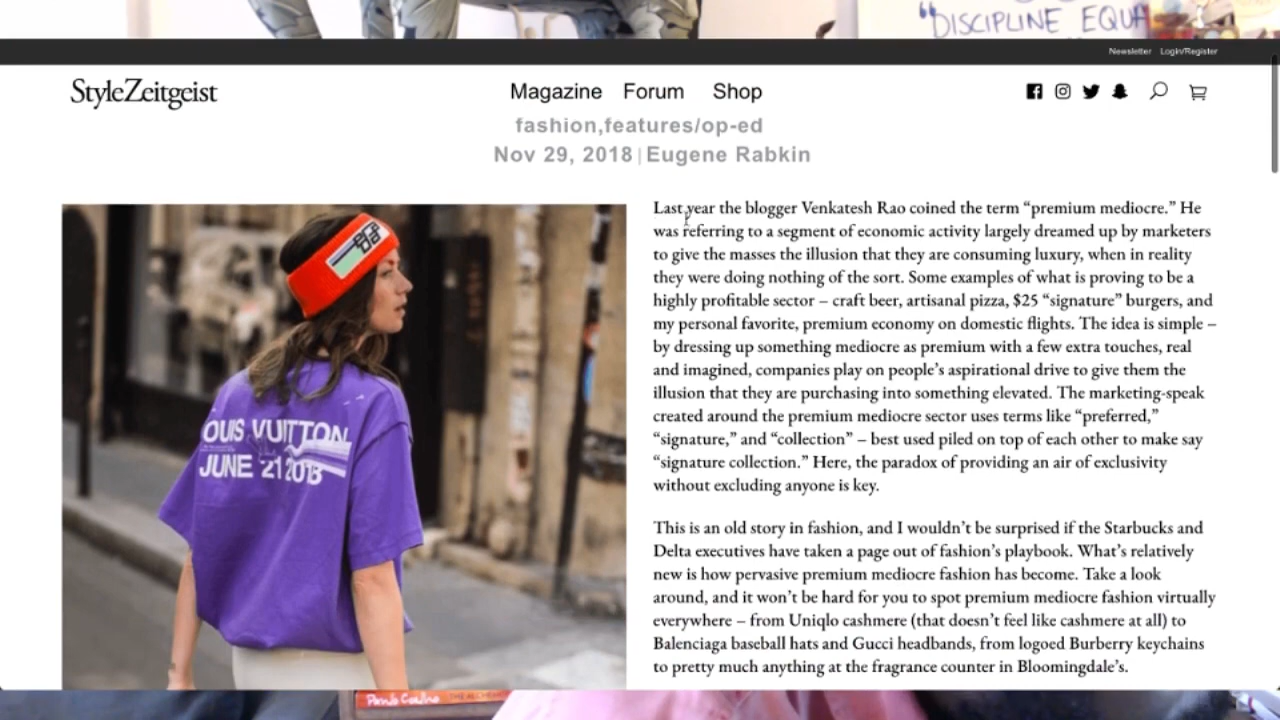 “DISCIPLINE EQUA
Newsletter Login/Register
StyleZeitgeist
Magazine Forum Shop
fashion,features/op-ed
Nov 29, 2018 | Eugene Rabkin
OUIS VUITTON
JUNE 21 2018
Last year the blogger Venkatesh Rao coined the term “premium mediocre.” He
was referring to a segment of economic activity largely dreamed up by marketers
to give the masses the illusion that they are consuming luxury, when in reality
they were doing nothing of the sort. Some examples of what is proving to be a
highly profitable sector – craft beer, artisanal pizza, $25 “signature” burgers, and
my personal favorite, premium economy on domestic flights. The idea is simple –
by dressing up something mediocre as premium with a few extra touches, real
and imagined, companies play on people’s aspirational drive to give them the
illusion that they are purchasing into something elevated. The marketing-speak
created around the premium mediocre sector uses terms like “preferred,”
“signature,” and “collection” – best used piled on top of each other to make say
“signature collection.” Here, the paradox of providing an air of exclusivity
without excluding anyone is key.
This is an old story in fashion, and I wouldn’t be surprised if the Starbucks and
Delta executives have taken a page out of fashion’s playbook. What’s relatively
new is how pervasive premium mediocre fashion has become. Take a look
around, and it won’t be hard for you to spot premium mediocre fashion virtually
everywhere – from Uniqlo cashmere (that doesn’t feel like cashmere at all) to
Balenciaga baseball hats and Gucci headbands, from logoed Burberry keychains
to pretty much anything at the fragrance counter in Bloomingdale’s.
Paulo Coelho THE ALCHEM